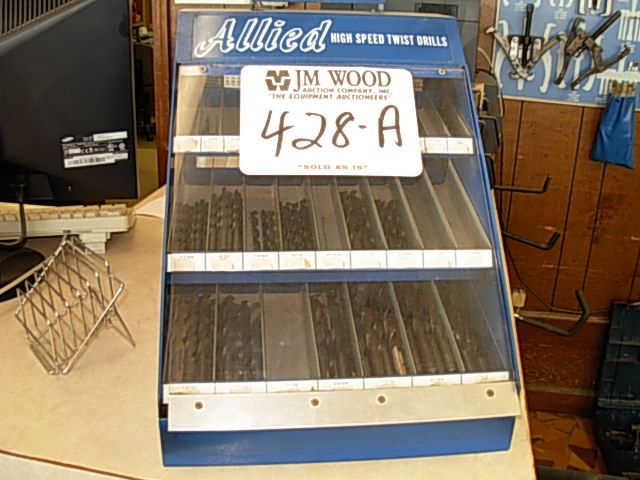 Allied HIGH SPEED TWIST DRILLS
JM WOOD
AUCTION COMPANY, INC.
"THE EQUIPMENT AUCTIONEERS"
428-A
"SOLD AS IS"